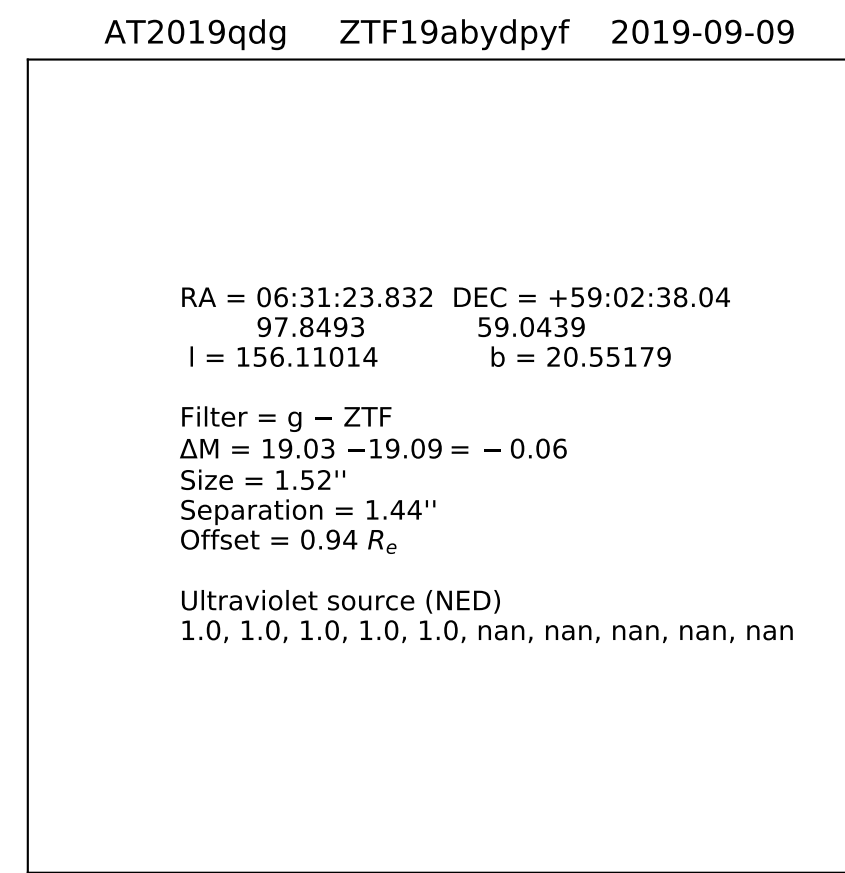 AT2019qdg ZTF19abydpyf 2019-09-09
RA = 06:31:23.832 DEC = +59:02:38.04
97.8493 59.0439
l = 156.11014 b = 20.55179
Filter = g − ZTF
ΔM = 19.03 −19.09 = − 0.06
Size = 1.52''
Separation = 1.44''
Offset = 0.94 Re
Ultraviolet source (NED)
1.0, 1.0, 1.0, 1.0, 1.0, nan, nan, nan, nan, nan